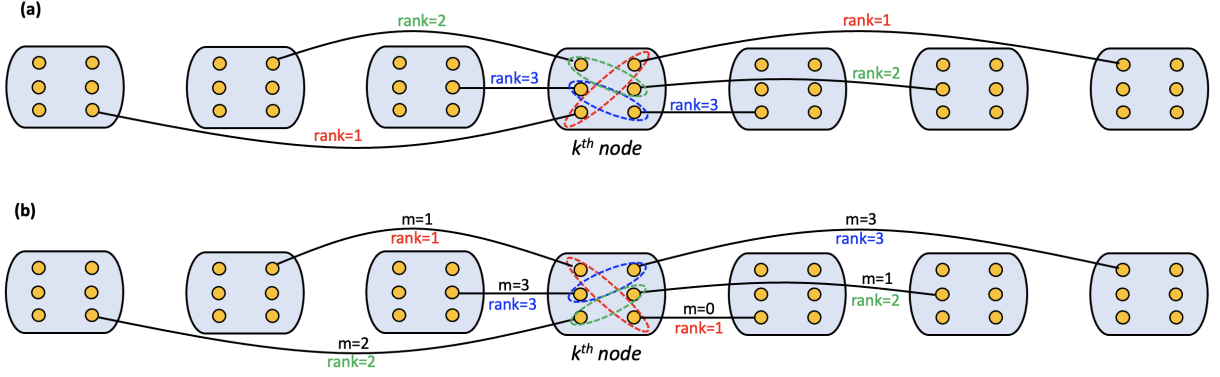 (a)
rank=2
rank=1
rank=3
rank=2
rank=3
rank=1
kth node
(b)
m=1
rank=1
m=3
rank=3
m=3
rank=3
m=1
rank=2
m=0
rank=1
m=2
rank=2
kth node